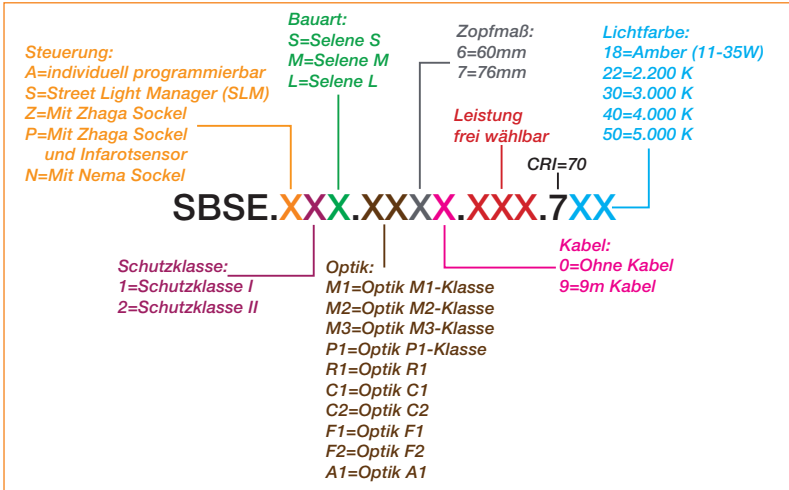 Steuerung:
A=individuell programmierbar
S=Street Light Manager (SLM)
Z=Mit Zhaga Sockel
P=Mit Zhaga Sockel
und Infarotsensor
N=Mit Nema Sockel
Bauart:
S=Selene S
M=Selene M
L=Selene L
Zopfmaß:
6=60mm
7=76mm
Leistung
frei wählbar
CRI=70
Lichtfarbe:
18=Amber (11-35W)
22=2.200 K
30=3.000 K
40=4.000 K
50=5.000 K
SBSE.XXX.XXXX.XXX.7XX
Schutzklasse:
1=Schutzklasse I
2=Schutzklasse II
Optik:
M1=Optik M1-Klasse
M2=Optik M2-Klasse
M3=Optik M3-Klasse
P1=Optik P1-Klasse
R1=Optik R1
C1=Optik C1
C2=Optik C2
F1=Optik F1
F2=Optik F2
A1=Optik A1
Kabel:
0=Ohne Kabel
9=9m Kabel